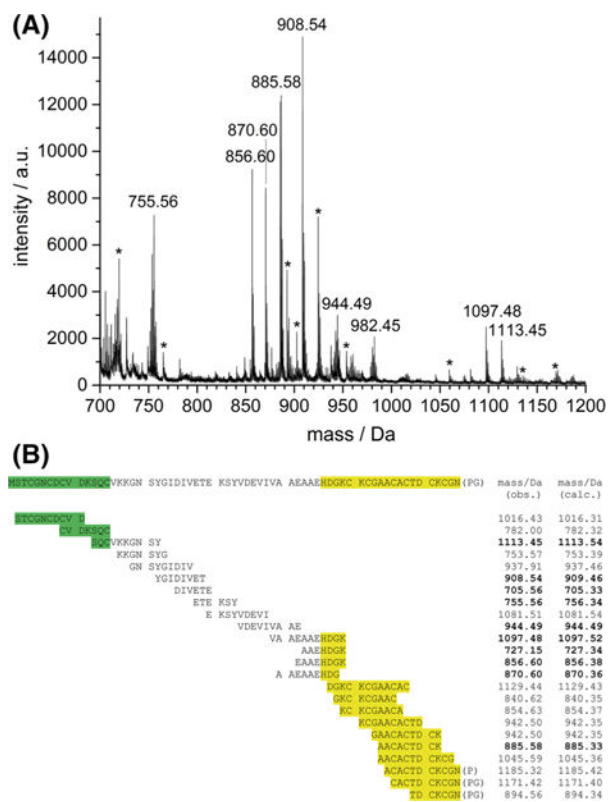 (A)
intensity / a.u.
14000
12000
10000
8000
6000
4000
2000
0
908.54
885.58
870.60
856.60
755.56
944.49
982.45
1097.48
1113.45
*
*
*
*
*
*
*
*
*
700 750 800 850 900 950 1000 1050 1100 1150 1200
mass / Da
(B)
mass/Da mass/Da
MSTCGNCDCV DKSQCVKKGN SYGIDIVETE KSYVDEVIVA AEAAEHDGKC KCGAACACTD CKCGN(PG) (obs.) (calc.)
STCGNCDCV D 1016.43 1016.31
CV DKSQC 782.00 782.32
SQCVKKGN SY 1113.45 1113.54
KKGN SYG 753.57 753.39
GN SYGIDIV 937.91 937.46
YGIDIVET 908.54 909.46
DIVETE 705.56 705.33
ETE KSY 755.56 756.34
E KSYVDEVI 1081.51 1081.54
VDEVIVA AE 944.49 944.49
VA AEAAEHDGK 1097.48 1097.52
AAEHDGK 727.15 727.34
EAAEHDGK 856.60 856.38
A AEAAEHDG 870.60 870.36
DGKC KCGAACAC 1129.44 1129.43
GKC KCGAAC 840.62 840.35
KC KCGAACA 854.63 854.37
KCGAACACTD 942.50 942.35
GAACACTD CK 942.50 942.35
AACACTD CK 885.58 885.33
AACACTD CKCG 1045.59 1045.36
ACACTD CKCGN(P) 1185.32 1185.42
CACTD CKCGN(PG) 1171.42 1171.40
TD CKCGN(PG) 894.56 894.34